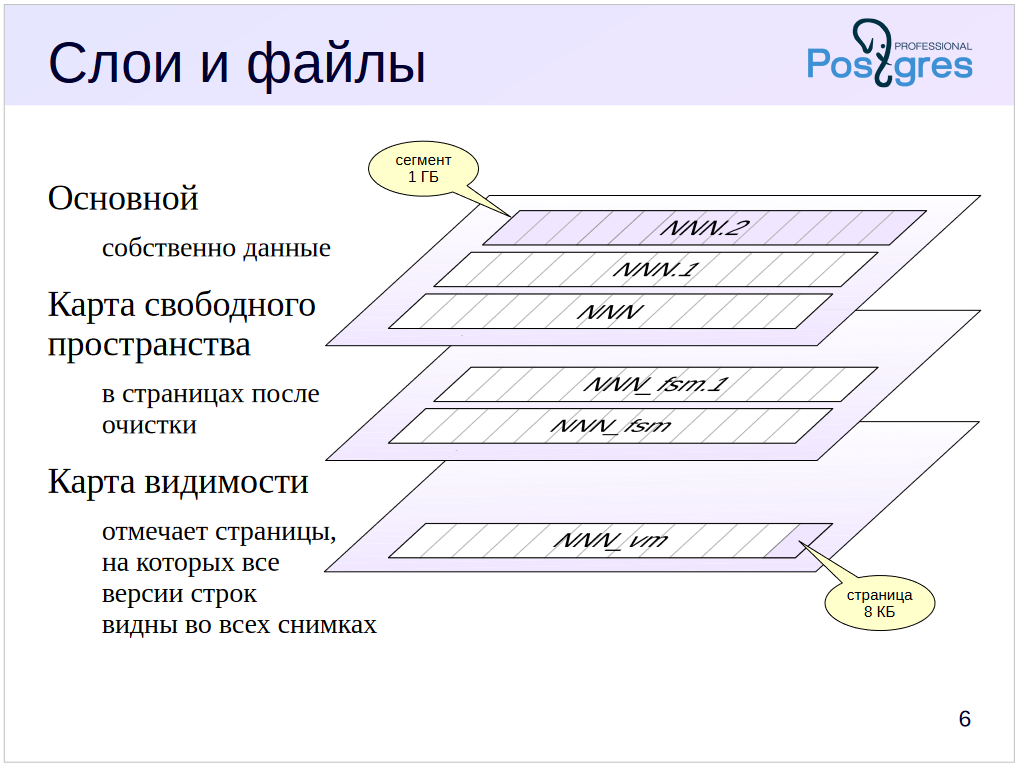 Слои и файлы
PROFESSIONAL
Postgres
Основной
собственно данные
Карта свободного
пространства
в страницах после
очистки
Карта видимости
отмечает страницы,
на которых все
версии строк
видны во всех снимках
сегмент
1 ГБ
NNN.2
NNN.1
NNN
NNN_fsm.1
NNN_fsm
NNN_vm
страница
8 КБ
6